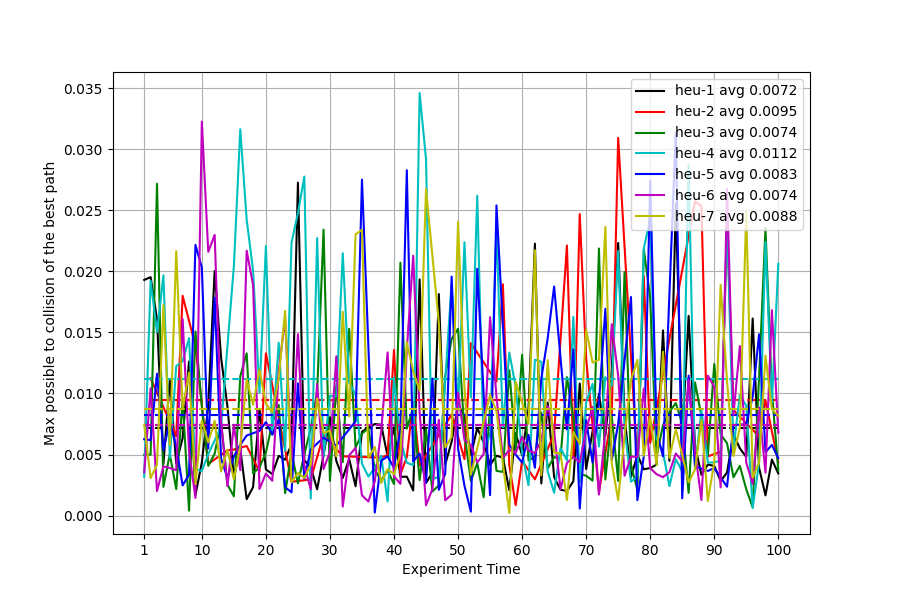 0.035
0.030
0.025
0.020
0.015
0.010
0.005
0.000
Max possible to collision of the best path
heu-1 avg 0.0072
heu-2 avg 0.0095
heu-3 avg 0.0074
heu-4 avg 0.0112
heu-5 avg 0.0083
heu-6 avg 0.0074
heu-7 avg 0.0088
1 10 20 30 40 50 60 70 80 90 100
Experiment Time